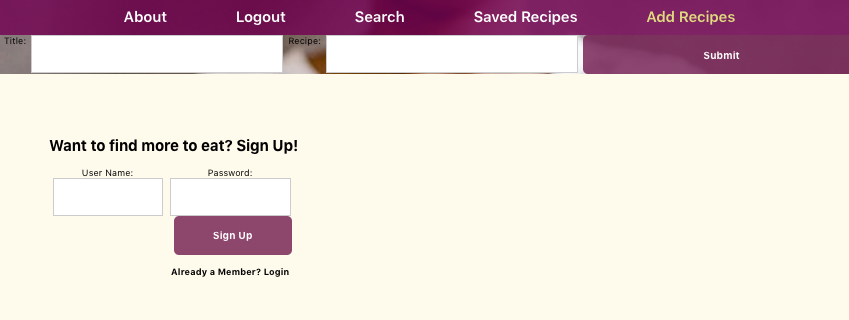 About Logout Search Saved Recipes Add Recipes
Title: Recipe: Submit
Want to find more to eat? Sign Up!
User Name: Password:
Sign Up
Already a Member? Login